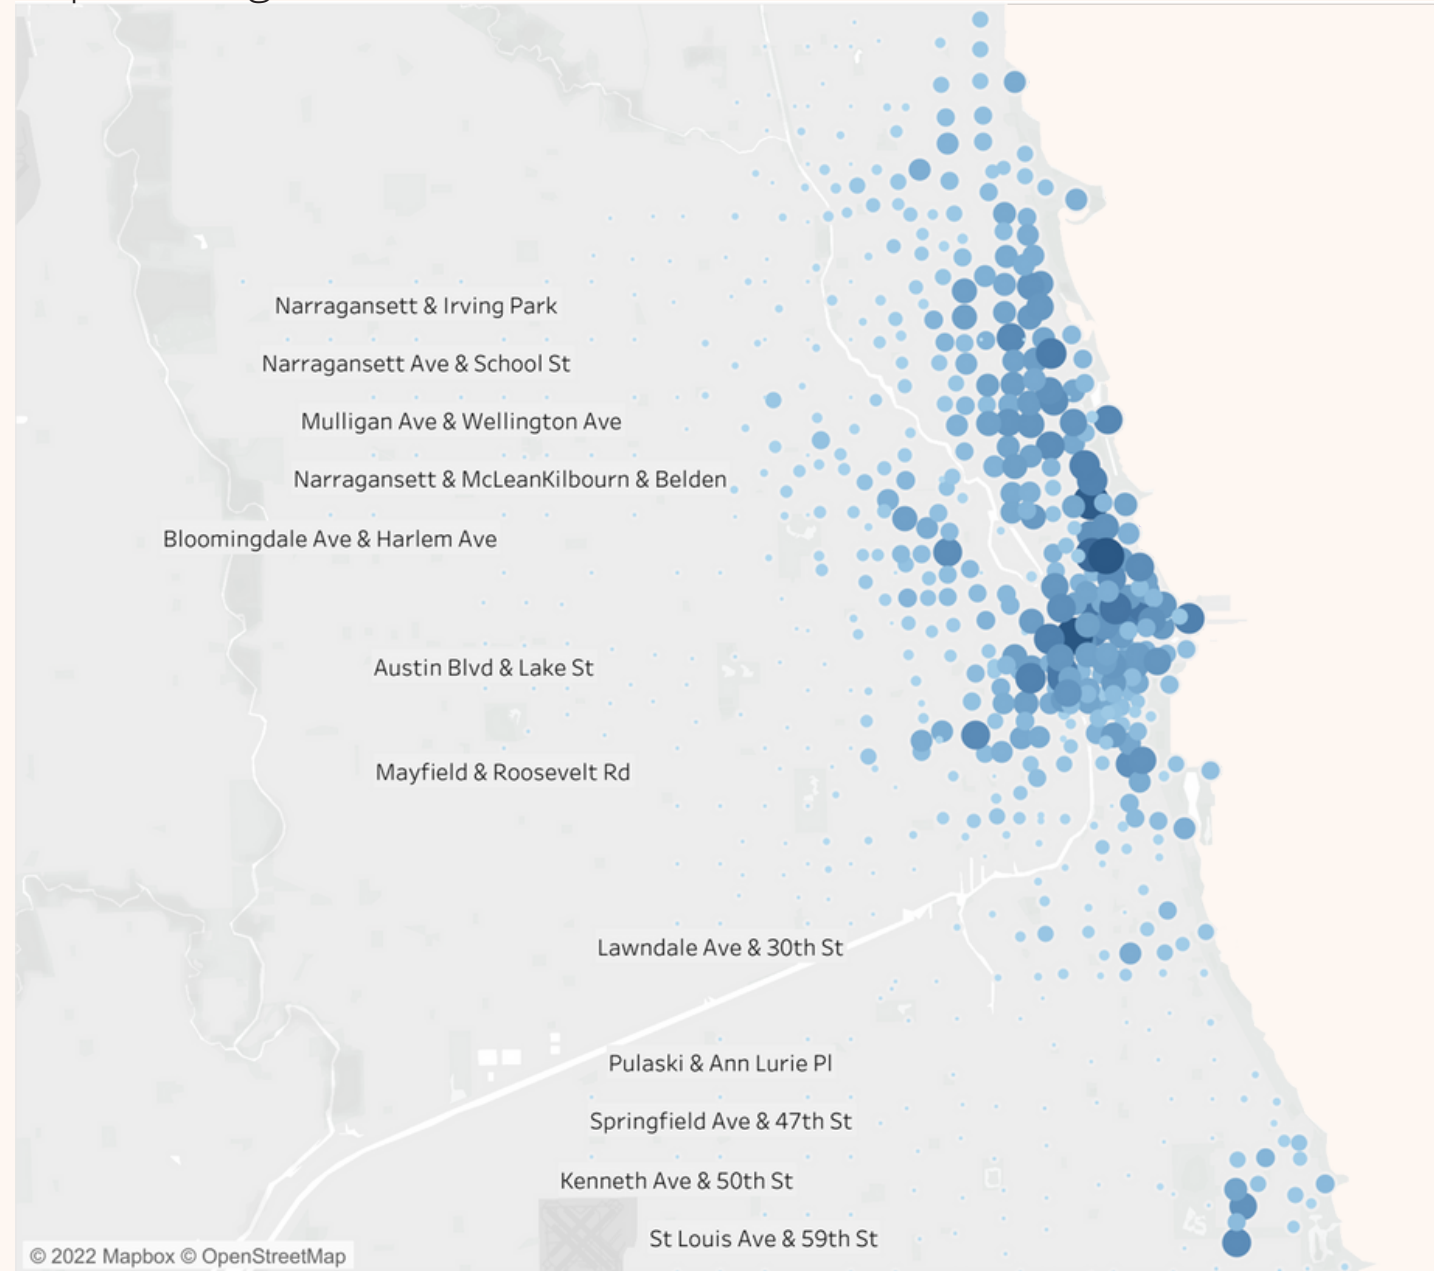 Narragansett & Irving Park
Narragansett Ave & School St
Mulligan Ave & Wellington Ave
Narragansett & McLeanKilbourn & Belden
Bloomingdale Ave & Harlem Ave
Austin Blvd & Lake St
Mayfield & Roosevelt Rd
Lawndale Ave & 30th St
Pulaski & Ann Lurie Pl
Springfield Ave & 47th St
Kenneth Ave & 50th St
St Louis Ave & 59th St
© 2022 Mapbox © OpenStreetMap